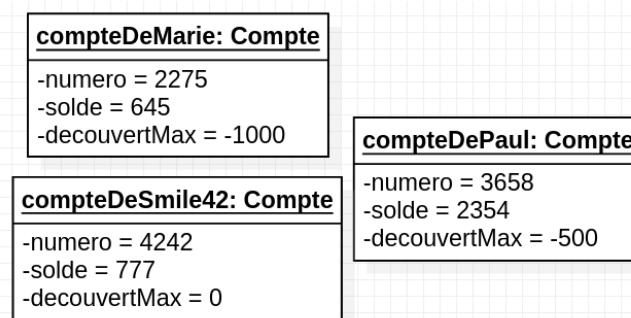 compteDeMarie: Compte
-numero = 2275
-solde = 645
-decouvertMax = -1000
compteDePaul: Compte
-numero = 3658
-solde = 2354
-decouvertMax = -500
compteDeSmile42: Compte
-numero = 4242
-solde = 777
-decouvertMax = 0